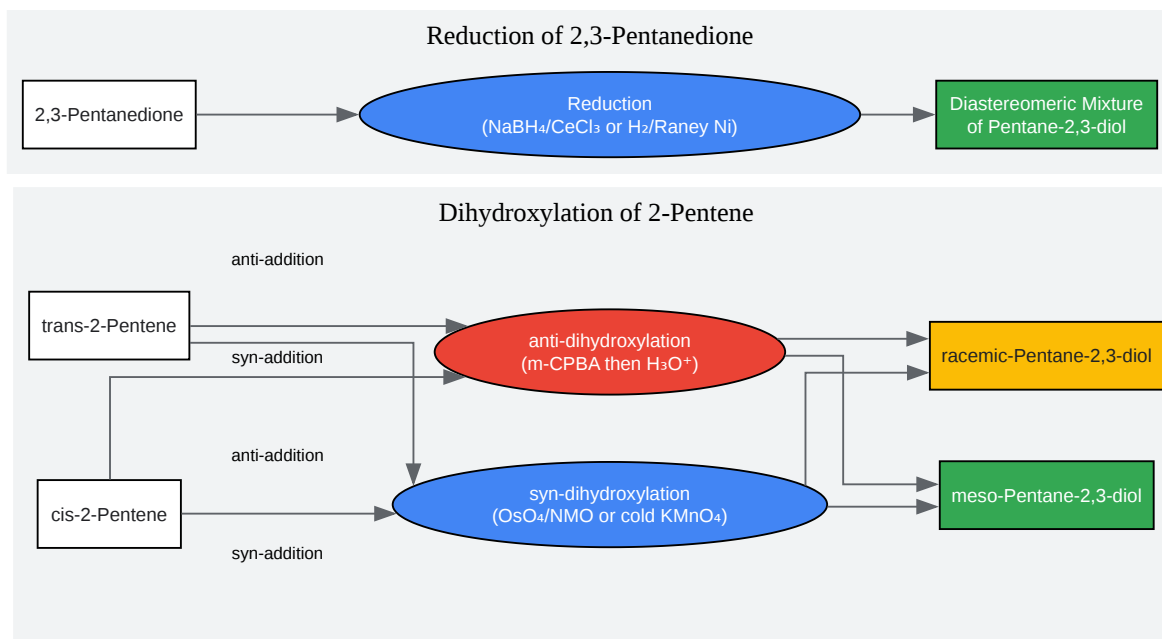 Reduction of 2,3-Pentanedione
2,3-Pentanedione
Reduction
(NaBH₄/CeCl₃ or H₂/Raney Ni)
Diastereomeric Mixture
of Pentane-2,3-diol
Dihydroxylation of 2-Pentene
anti-addition
trans-2-Pentene
syn-addition
anti-dihydroxylation
(m-CPBA then H₃O⁺)
racemic-Pentane-2,3-diol
anti-addition
cis-2-Pentene
syn-addition
syn-dihydroxylation
(OsO₄/NMO or cold KMnO₄)
meso-Pentane-2,3-diol